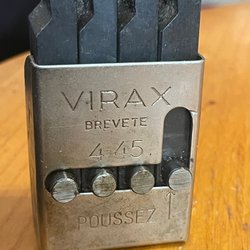 VIRAX
BREVETE
4-45.
POUSSEZ